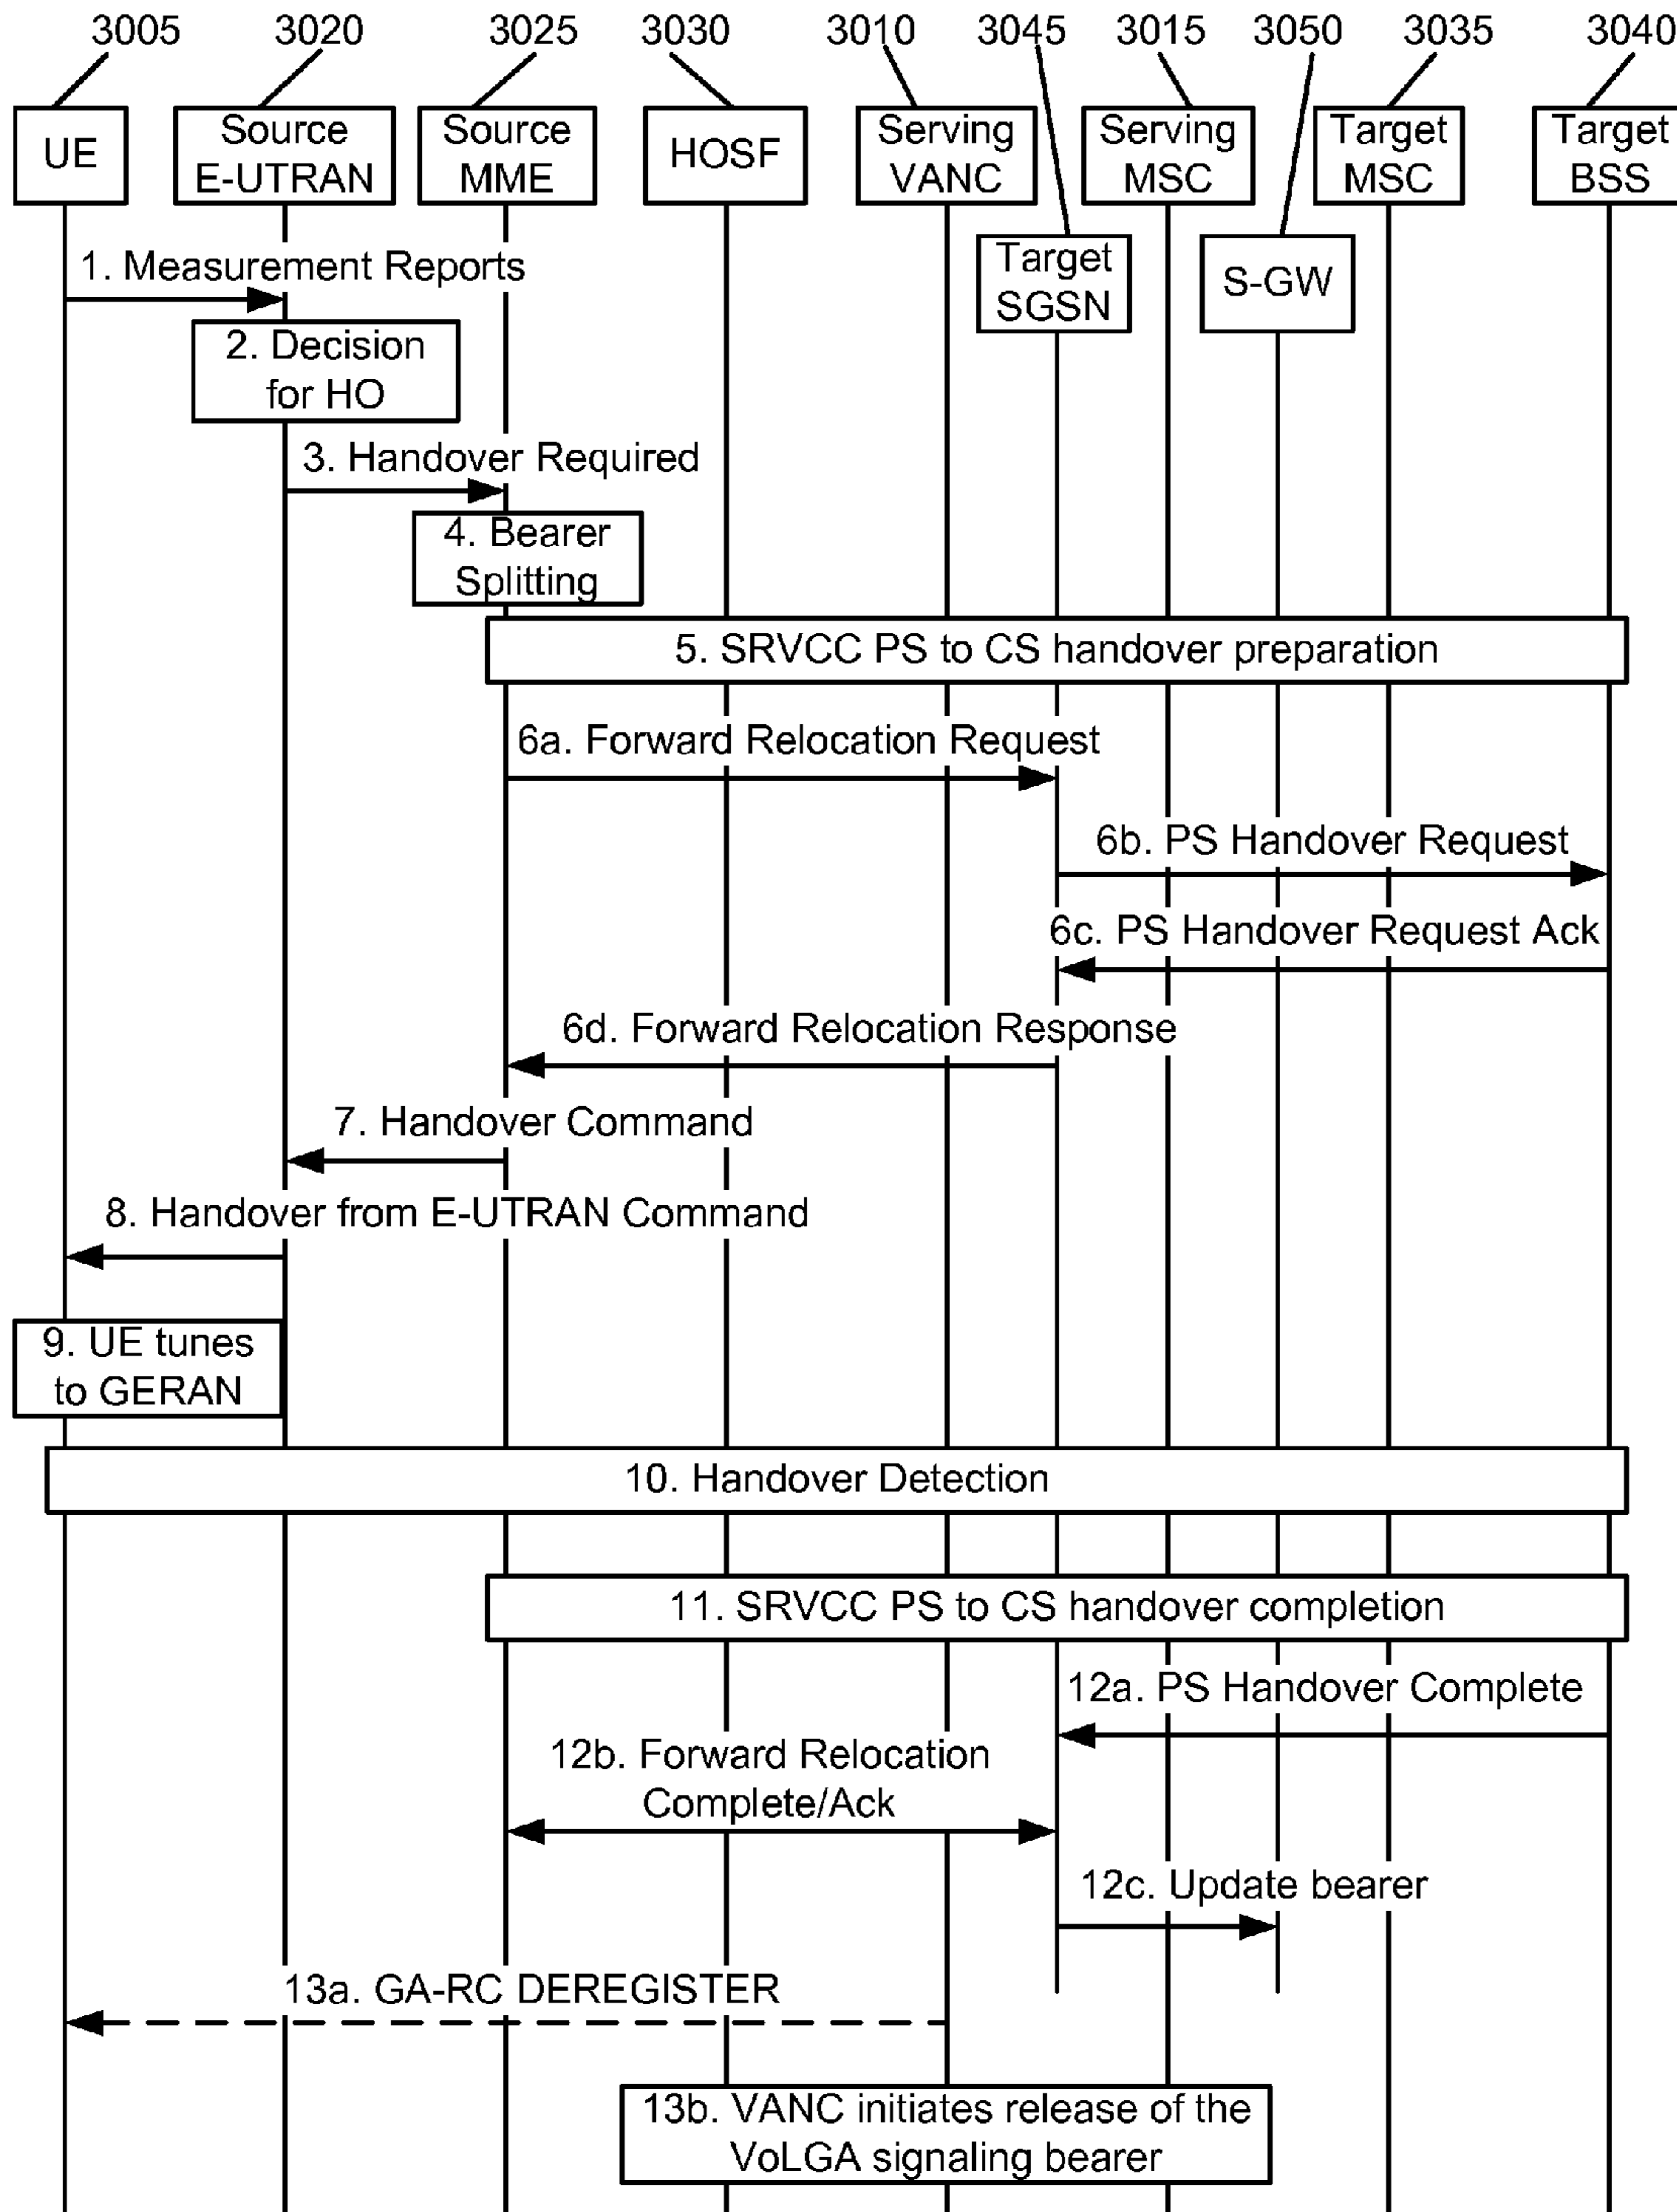 3005 3020 3025 3030 3010 3045 3015 3050 3035 3040
UE
Source
E-UTRAN
Source
MME
HOSF
Serving
VANC
Serving
MSC
Target
MSC
Target
BSS
Target
SGSN
S-GW
1. Measurement Reports
2. Decision
for HO
3. Handover Required
4. Bearer
Splitting
5. SRVCC PS to CS handover preparation
6a. Forward Relocation Request
6b. PS Handover Request
6c. PS Handover Request Ack
6d. Forward Relocation Response
7. Handover Command
8. Handover from E-UTRAN Command
9. UE tunes
to GERAN
10. Handover Detection
11. SRVCC PS to CS handover completion
12a. PS Handover Complete
12b. Forward Relocation
Complete/Ack
12c. Update bearer
13a. GA-RC DEREGISTER
13b. VANC initiates release of the
VoLGA signaling bearer